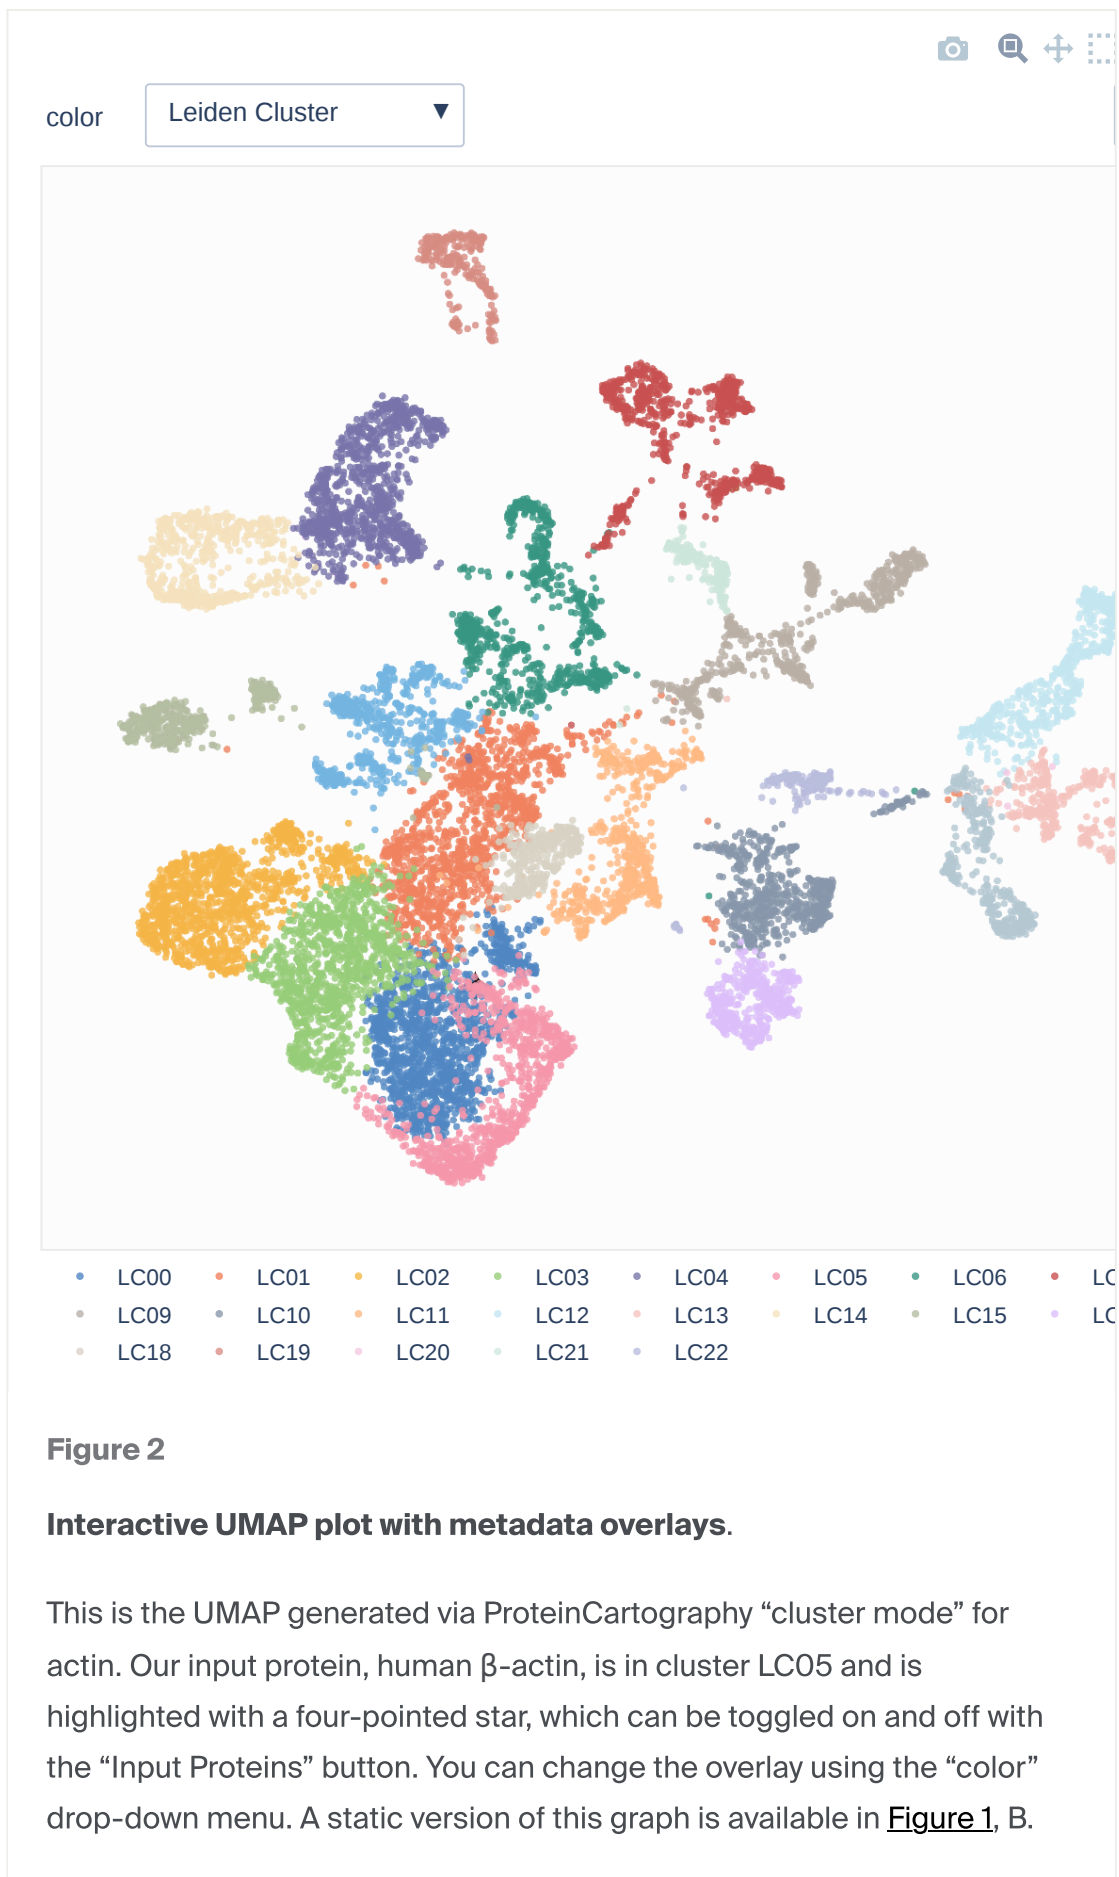 color
Leiden Cluster
LC00 LC01 LC02 LC03 LC04 LC05 LC06
LC09 LC10 LC11 LC12 LC13 LC14 LC15
LC18 LC19 LC20 LC21 LC22
Figure 2
Interactive UMAP plot with metadata overlays.
This is the UMAP generated via ProteinCartography “cluster mode” for
actin. Our input protein, human β-actin, is in cluster LC05 and is
highlighted with a four-pointed star, which can be toggled on and off with
the “Input Proteins” button. You can change the overlay using the “color”
drop-down menu. A static version of this graph is available in Figure 1, B.